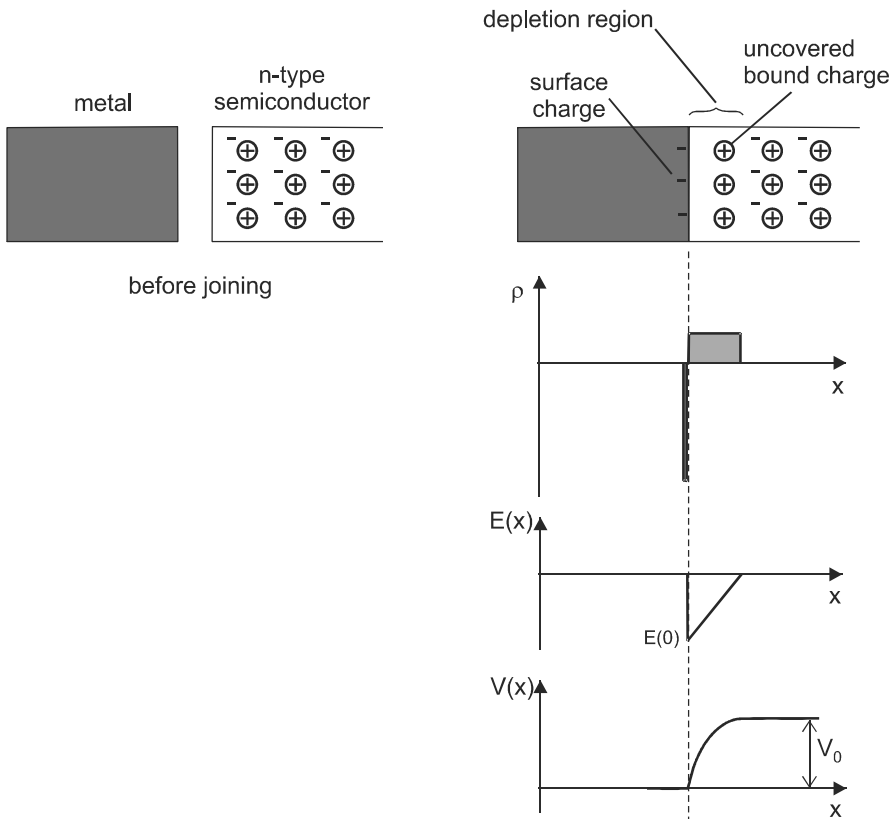 metal
n-type
semiconductor
before joining
depletion region
uncovered
bound charge
surface
charge
ρ
x
E(x)
x
E(0)
V(x)
V₀
x